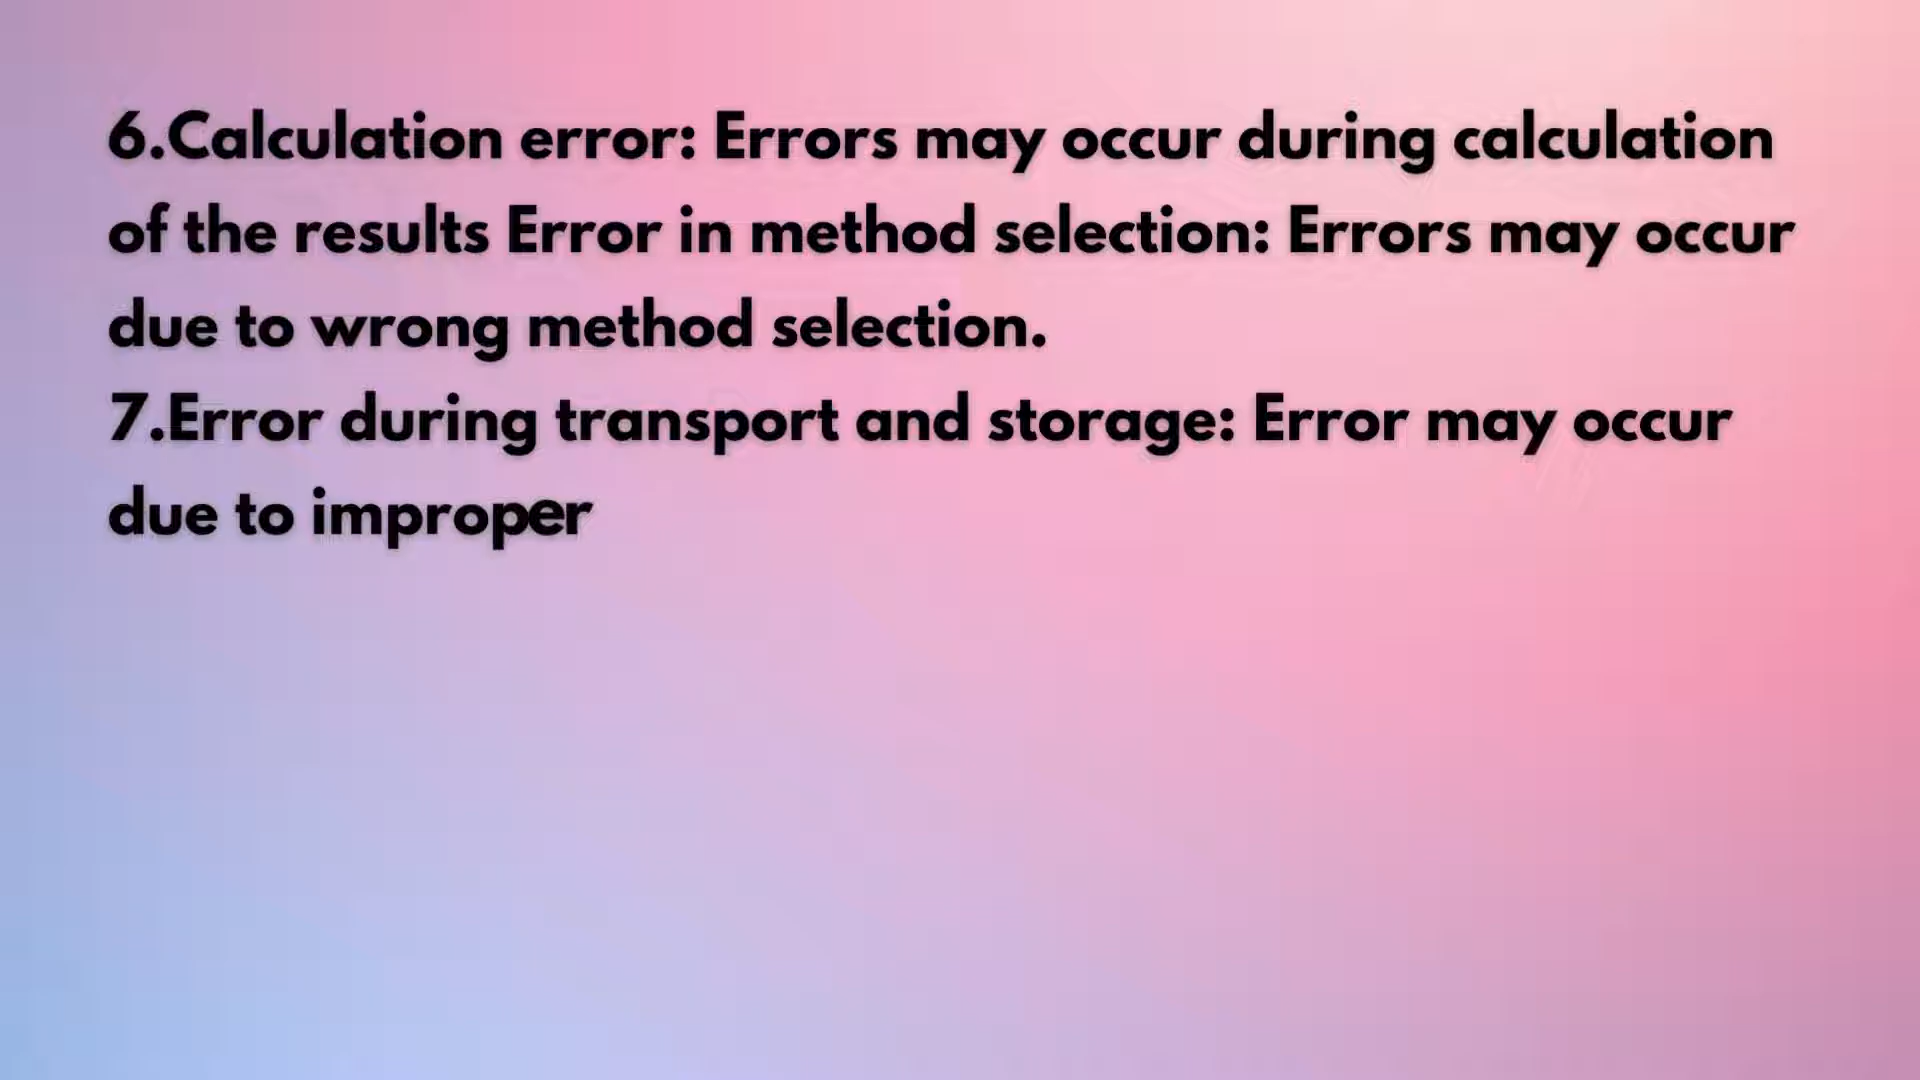 6.Calculation error: Errors may occur during calculation
of the results Error in method selection: Errors may occur
due to wrong method selection.
7.Error during transport and storage: Error may occur
due to improper